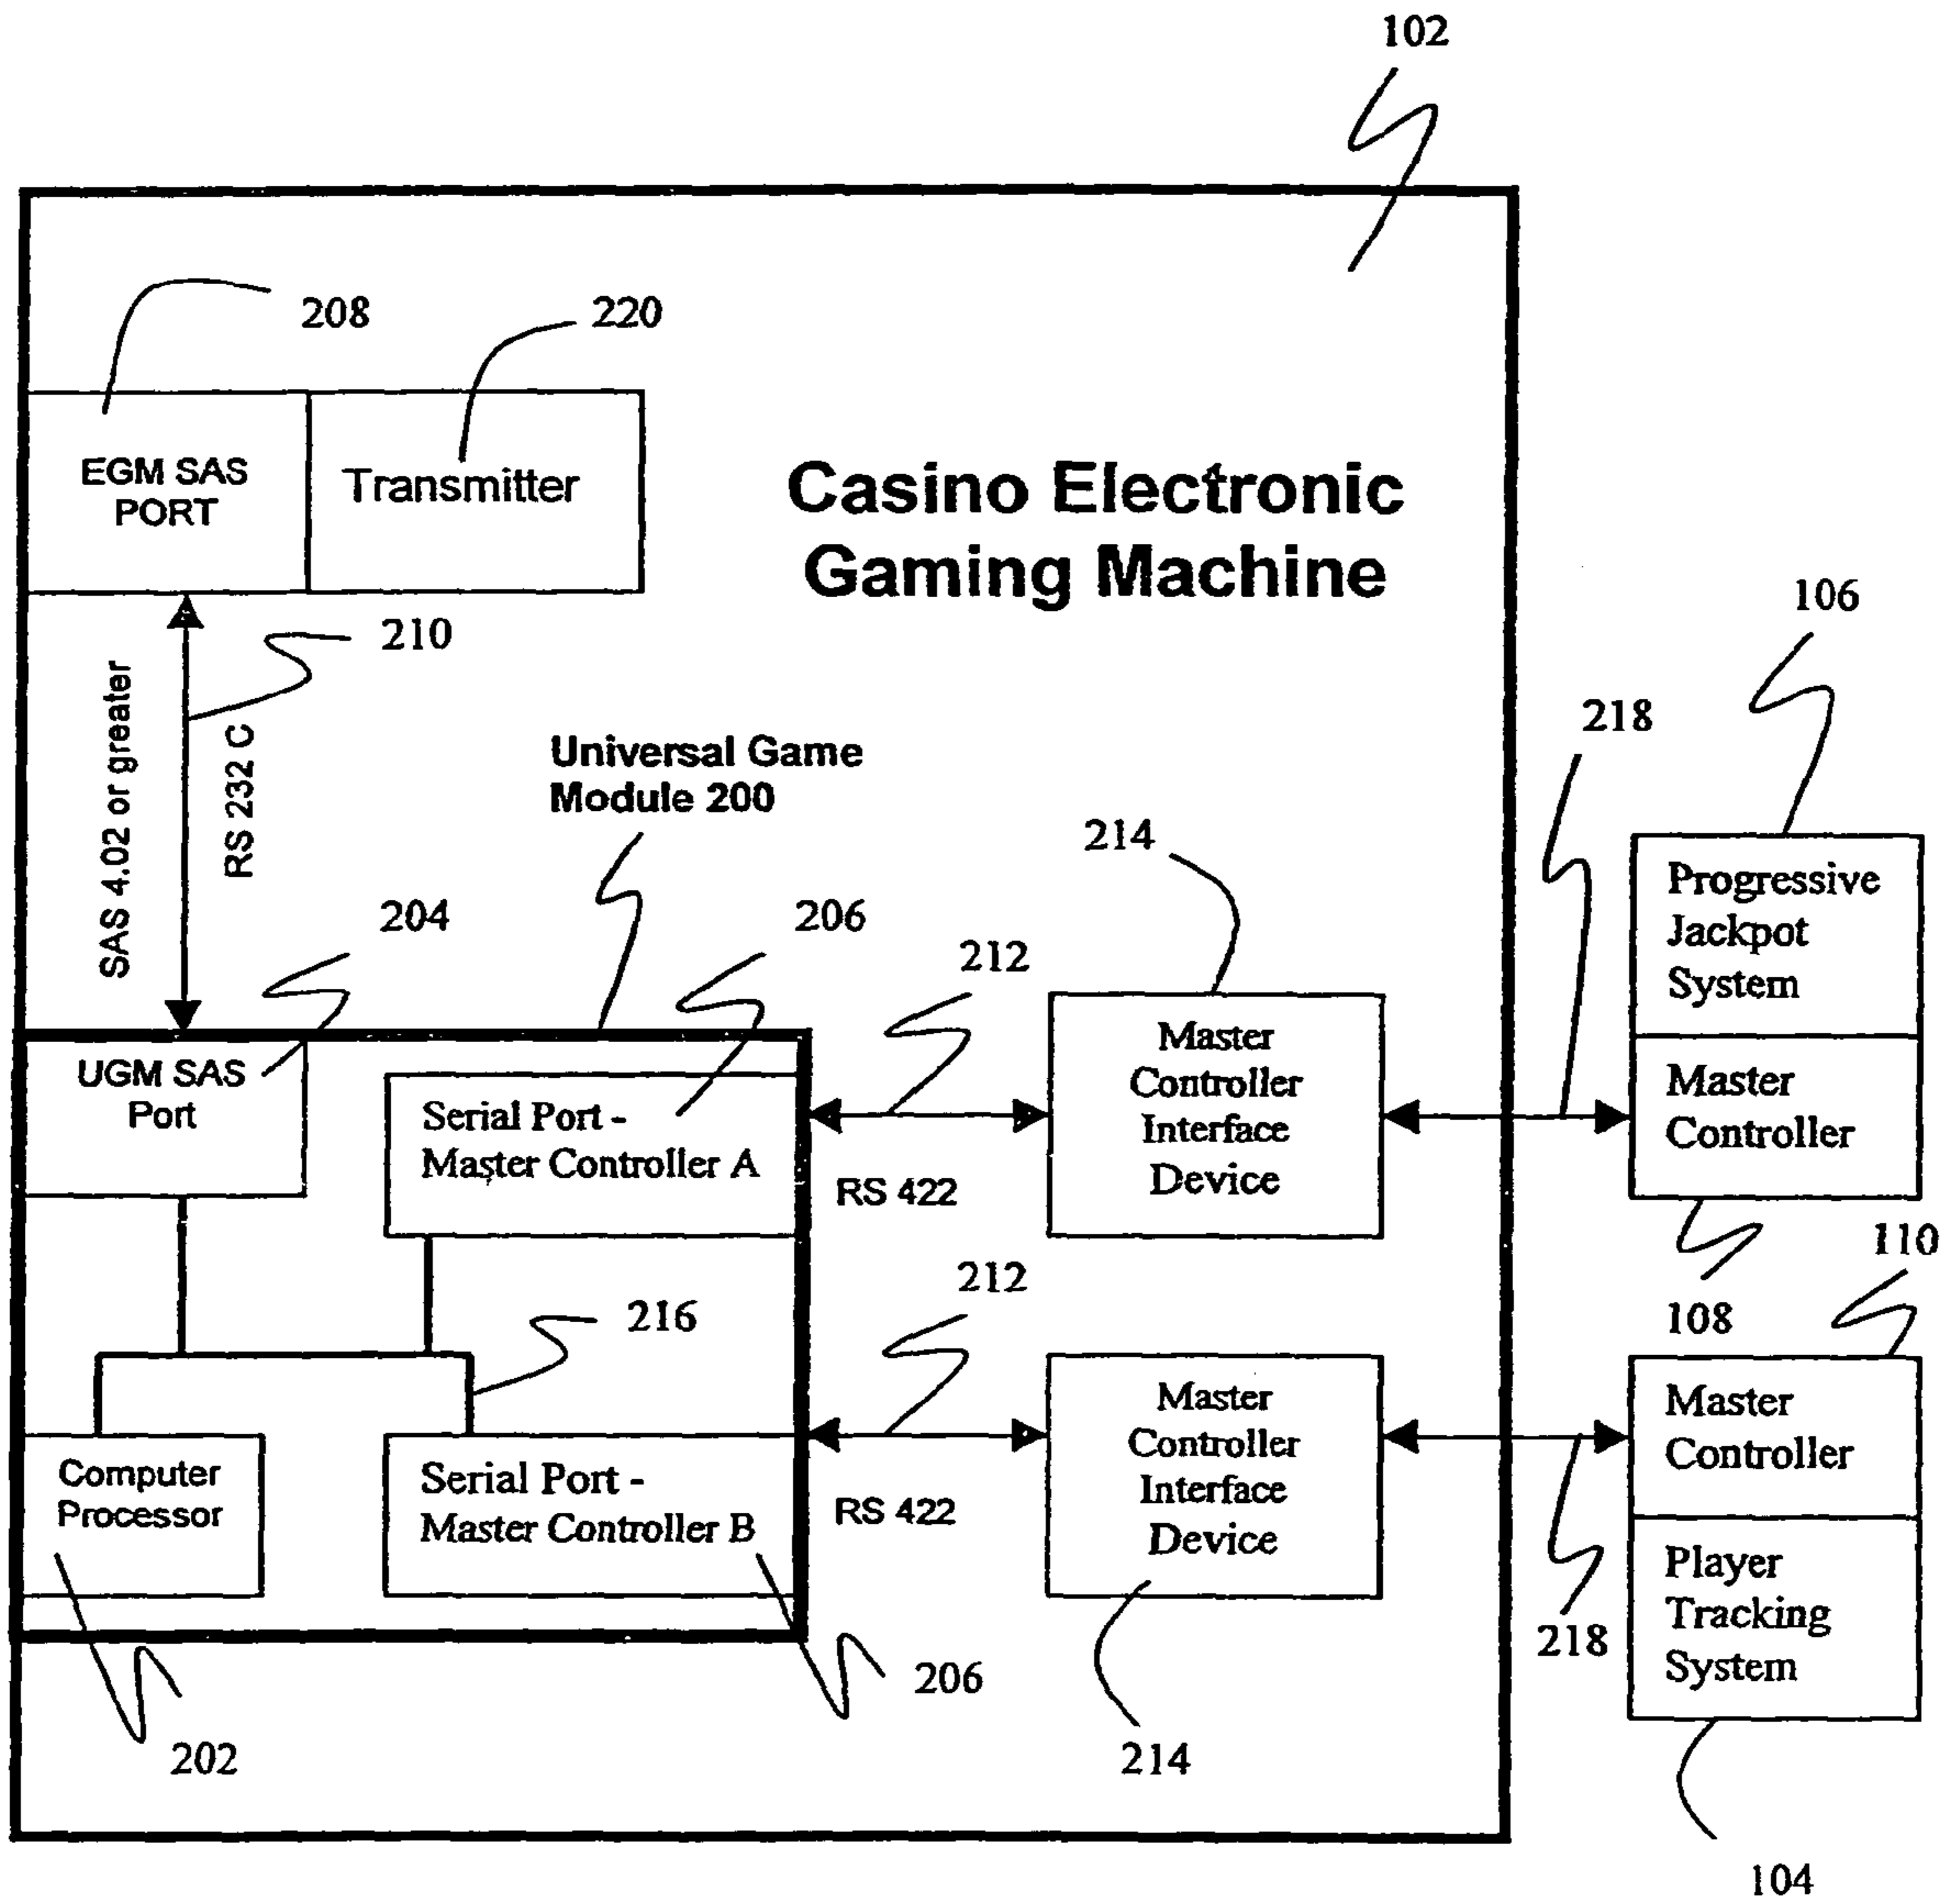 102
208
220
EGM SAS
PORT
Transmitter
Casino Electronic
Gaming Machine
210
SAS 4.02 or greater
RS 232 C
106
218
Universal Game
Module 200
214
Progressive
Jackpot
System
204
206
212
UGM SAS
Port
Serial Port -
Master Controller A
RS 422
Master
Controller
Interface
Device
Master
Controller
108
110
216
212
Computer
Processor
Serial Port -
Master Controller B
RS 422
Master
Controller
Interface
Device
Master
Controller
Player
Tracking
System
218
202
206
214
104